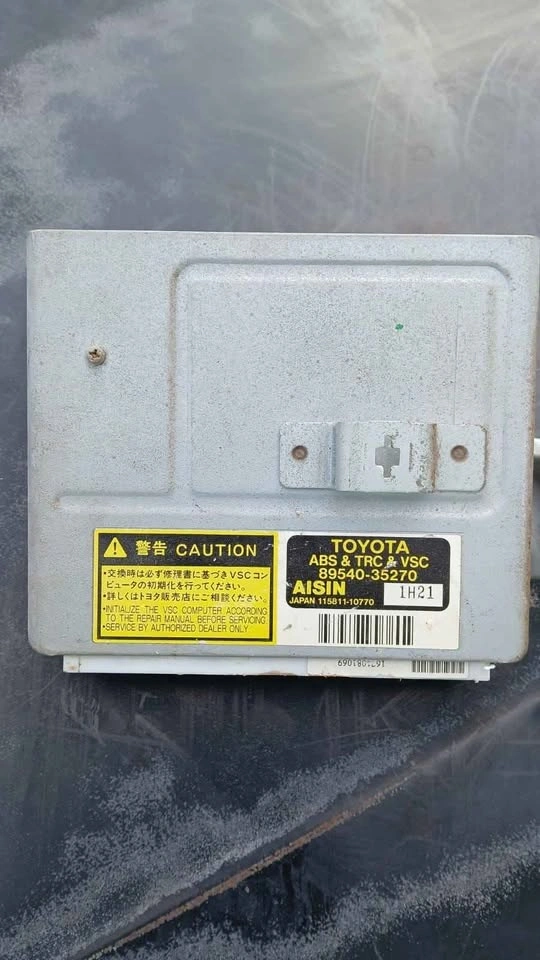 警告 CAUTION
・交換時は必ず修理書に基づきVSCコン
ピュータの初期化を行ってください。
・詳しくはトヨタ販売店にご相談ください。
・INITIALIZE THE VSC COMPUTER ACCORDING
TO THE REPAIR MANUAL BEFORE SERVICING
・SERVICE BY AUTHORIZED DEALER ONLY
TOYOTA
ABS & TRC & VSC
89540-35270
AISIN
1H21
JAPAN 115811-10770